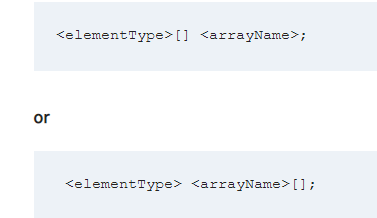 <elementType>[] <arrayName>;
or
<elementType> <arrayName>[];